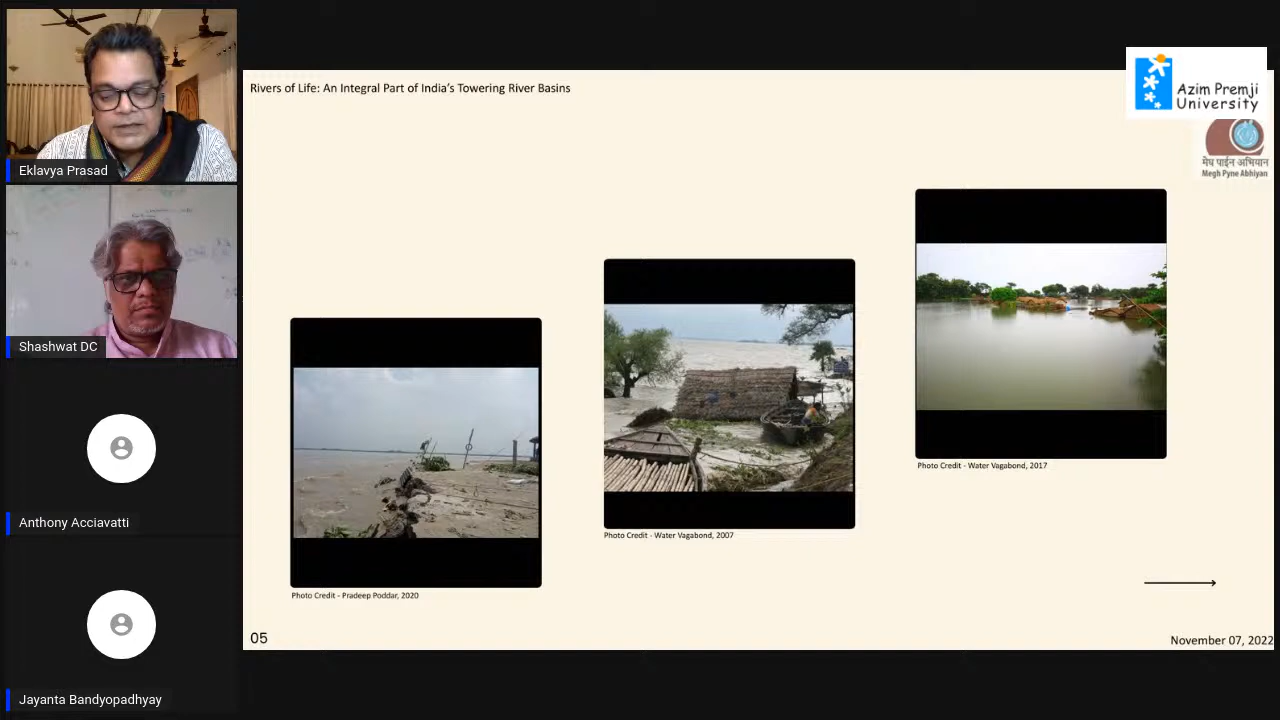 Eklavya Prasad
Shashwat DC
Anthony Acciavatti
Jayanta Bandyopadhyay
Rivers of Life: An Integral Part of India's Towering River Basins
Azim Premji
University
मेघ पाईन अभियान
Megh Pyne Abhiyan
Photo Credit - Pradeep Poddar, 2020
Photo Credit - Water Vagabond, 2007
Photo Credit - Water Vagabond, 2017
05
November 07, 2022